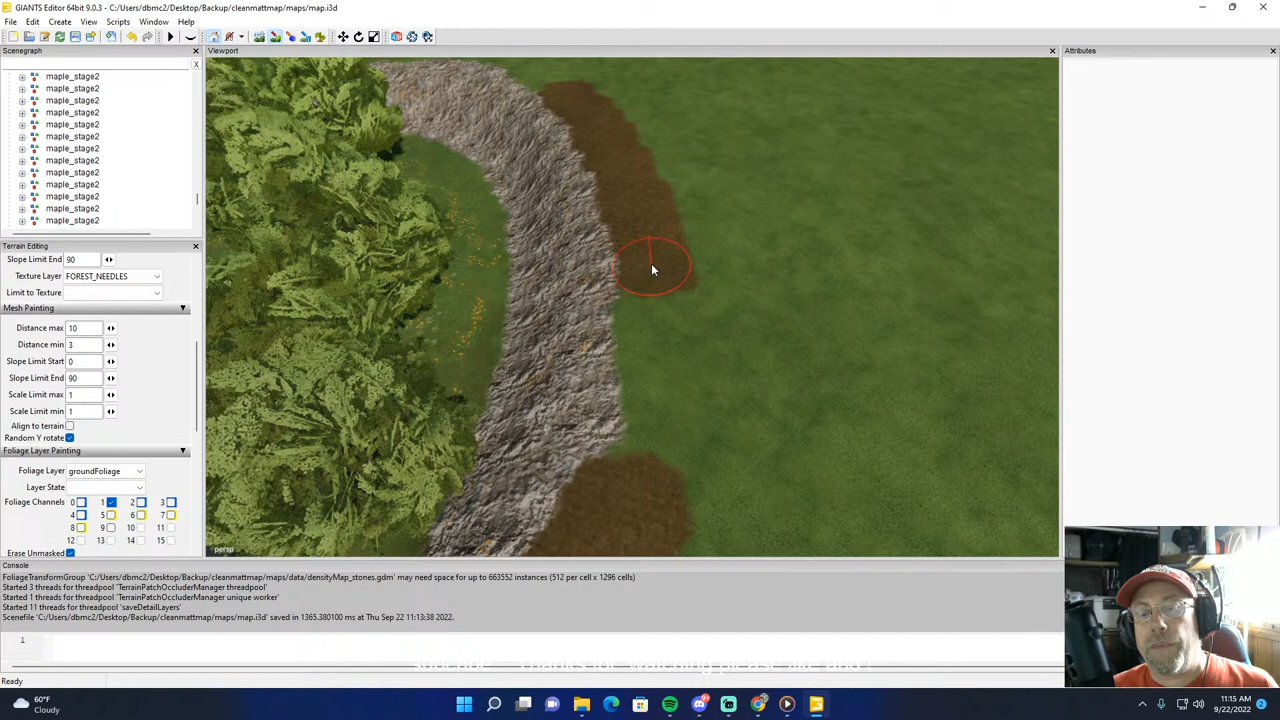 GIANTS Editor 64bit 9.0.3 - C:/Users/dbmc2/Desktop/Backup/cleanmattmap/maps/map.i3d
File Edit Create View Scripts Window Help
Scenegraph
Viewport
Attributes
X
maple_stage2
maple_stage2
maple_stage2
maple_stage2
maple_stage2
maple_stage2
maple_stage2
maple_stage2
maple_stage2
maple_stage2
maple_stage2
maple_stage2
maple_stage2
Terrain Editing
Slope Limit End 90
Texture Layer FOREST_NEEDLES
Limit to Texture
Mesh Painting
Distance max 10
Distance min 3
Slope Limit Start 0
Slope Limit End 90
Scale Limit max 1
Scale Limit min 1
Align to terrain
Random Y rotate
Foliage Layer Painting
Foliage Layer groundFoliage
Layer State
Foliage Channels 0 1 2 3
4 5 6 7
8 9 10 11
12 13 14 15
Erase Unmasked
persp
Console
FoliageTransformGroup 'C:/Users/dbmc2/Desktop/Backup/cleanmattmap/maps/data/densityMap_stones.gdm' may need space for up to 663552 instances (512 per cell x 1296 cells)
Started 3 threads for threadpool 'TerrainPatchOccluderManager threadpool'
Started 1 threads for threadpool 'TerrainPatchOccluderManager unique worker'
Started 11 threads for threadpool 'saveDetailLayers'
Scenefile 'C:/Users/dbmc2/Desktop/Backup/cleanmattmap/maps/map.i3d' saved in 1365.380100 ms at Thu Sep 22 11:13:38 2022.
1
Thanks for watching please like and
Ready
60°F
Cloudy
11:15 AM
9/22/2022